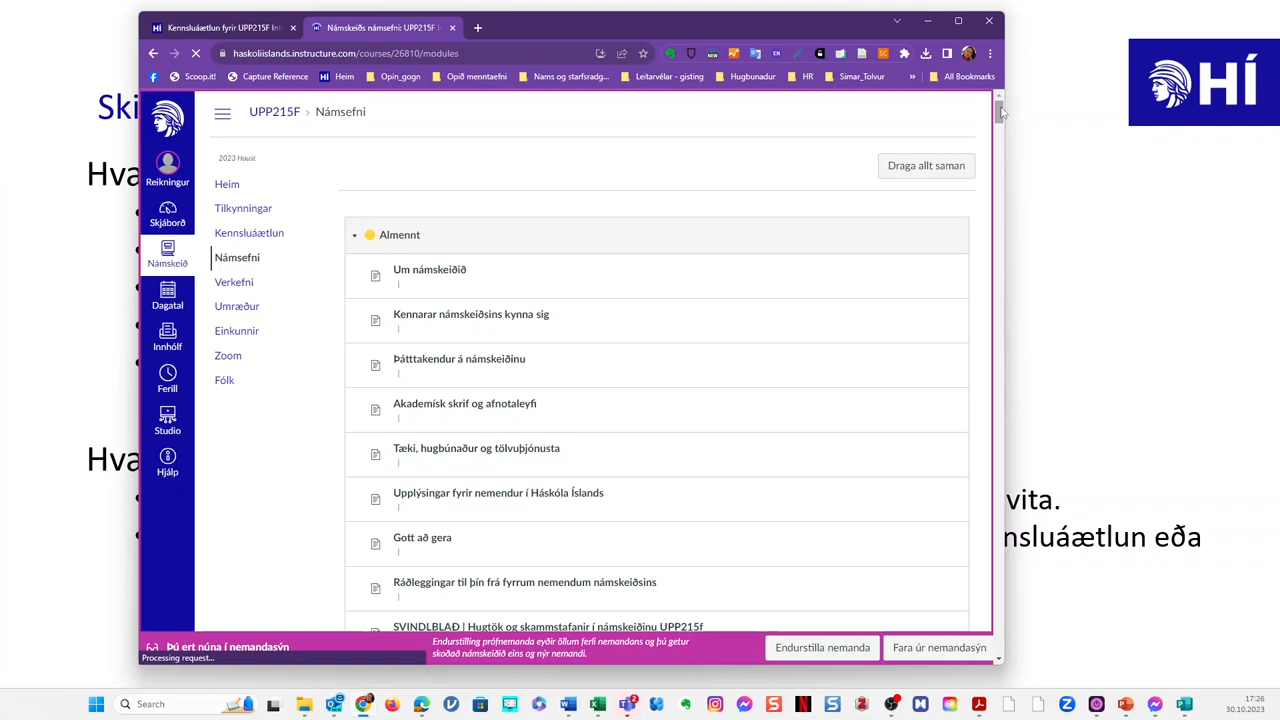 Ski
HÍ
Hva
Hva
vita.
nsluáætlun eða
Kennsluáætlun fyrir UPP215F In
Námskeiðs námsefni: UPP215F I
haskoliislands.instructure.com/courses/26810/modules
Scoop.it!
Capture Reference
HÍ Heim
Opin_gogn
Opið menntaefni
Nams og starfsradg...
Leitarvélar - gisting
Hugbunadur
HR
Simar_Tolvur
All Bookmarks
UPP215F › Námsefni
2023 Haust
Draga allt saman
Reikningur
Skjáborð
Námskeið
Dagatal
Innhólf
Ferill
Studio
Hjálp
Heim
Tilkynningar
Kennsluáætlun
Námsefni
Verkefni
Umræður
Einkunnir
Zoom
Fólk
Almennt
Um námskeiðið
Kennarar námskeiðsins kynna sig
Þátttakendur á námskeiðinu
Akademísk skrif og afnotaleyfi
Tæki, hugbúnaður og tölvuþjónusta
Upplýsingar fyrir nemendur í Háskóla Íslands
Gott að gera
Ráðleggingar til þín frá fyrrum nemendum námskeiðsins
SVINDLBLAÐ | Hugtök og skammstafanir í námskeiðinu UPP215f
Þú ert núna í nemandasýn
Endurstilling prófnemanda eyðir öllum ferli nemandans og þú getur
skoðað námskeiðið eins og nýr nemandi.
Endurstilla nemanda
Fara úr nemandasýn
Processing request...
Search
17:26
30.10.2023